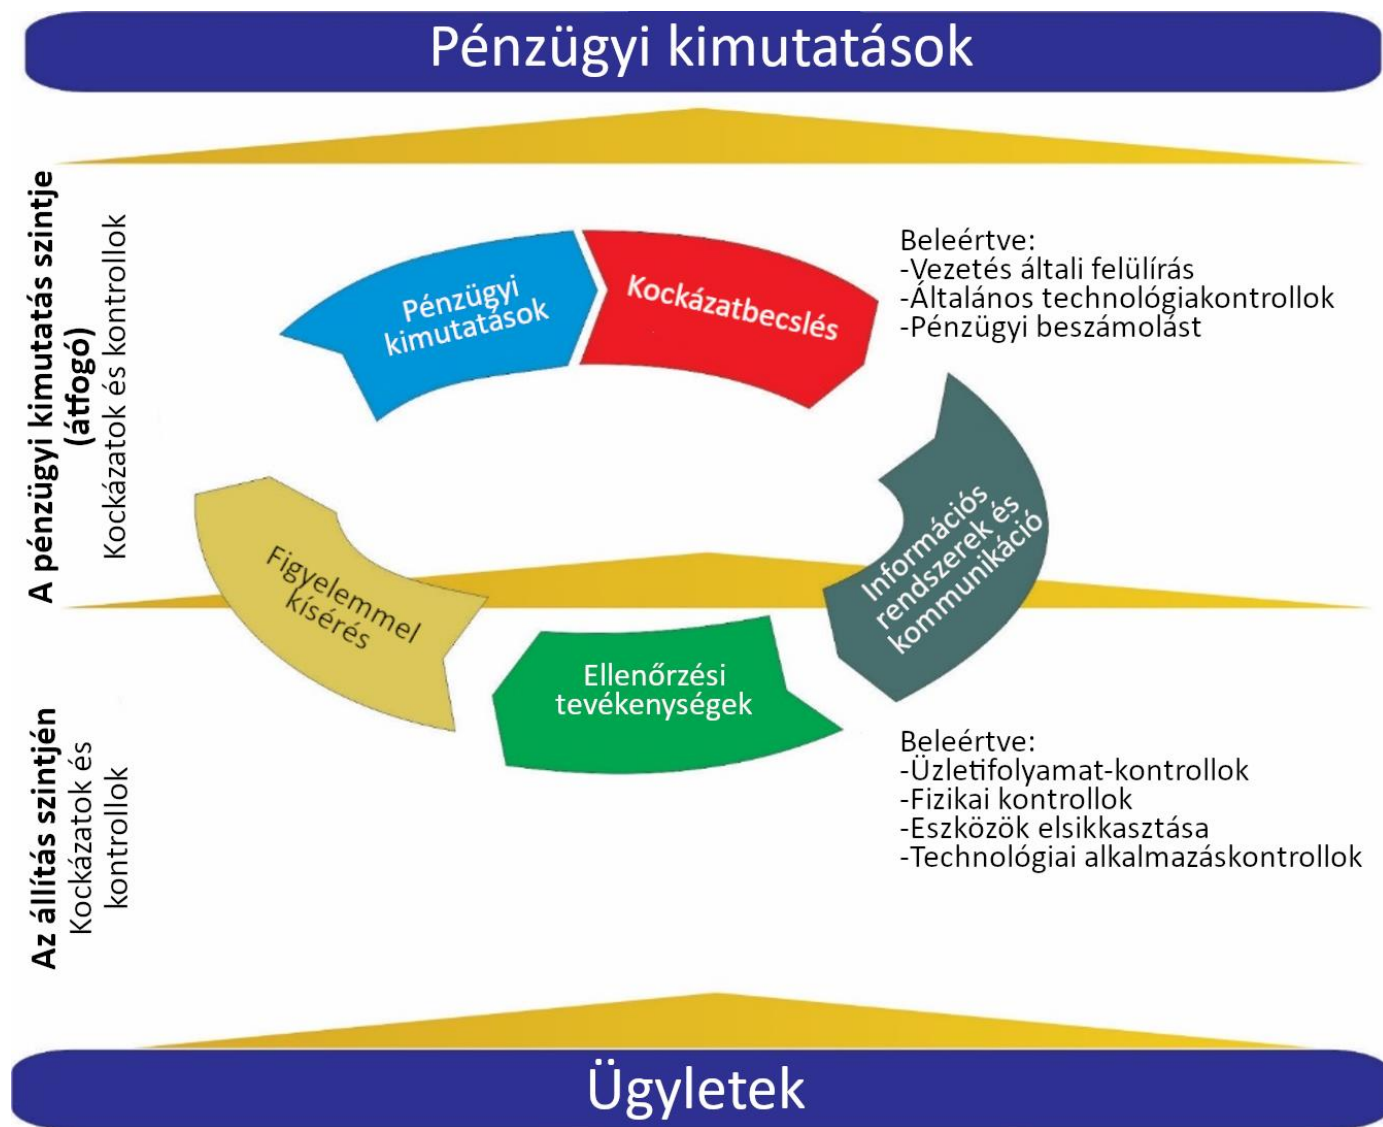 Pénzügyi kimutatások
A pénzügyi kimutatás szintje
(átfogó)
Kockázatok és kontrollok
Pénzügyi
kimutatások
Kockázatbecslés
Beleértve:
-Vezetés általi felülírás
-Általános technológiakontrollok
-Pénzügyi beszámolást
Információs
rendszerek és
kommunikáció
Figyelemmel
kísérés
Ellenőrzési
tevékenységek
Az állítás szintjén
Kockázatok és
kontrollok
Beleértve:
-Üzletifolyamat-kontrollok
-Fizikai kontrollok
-Eszközök elsikkasztása
-Technológiai alkalmazáskontrollok
Ügyletek